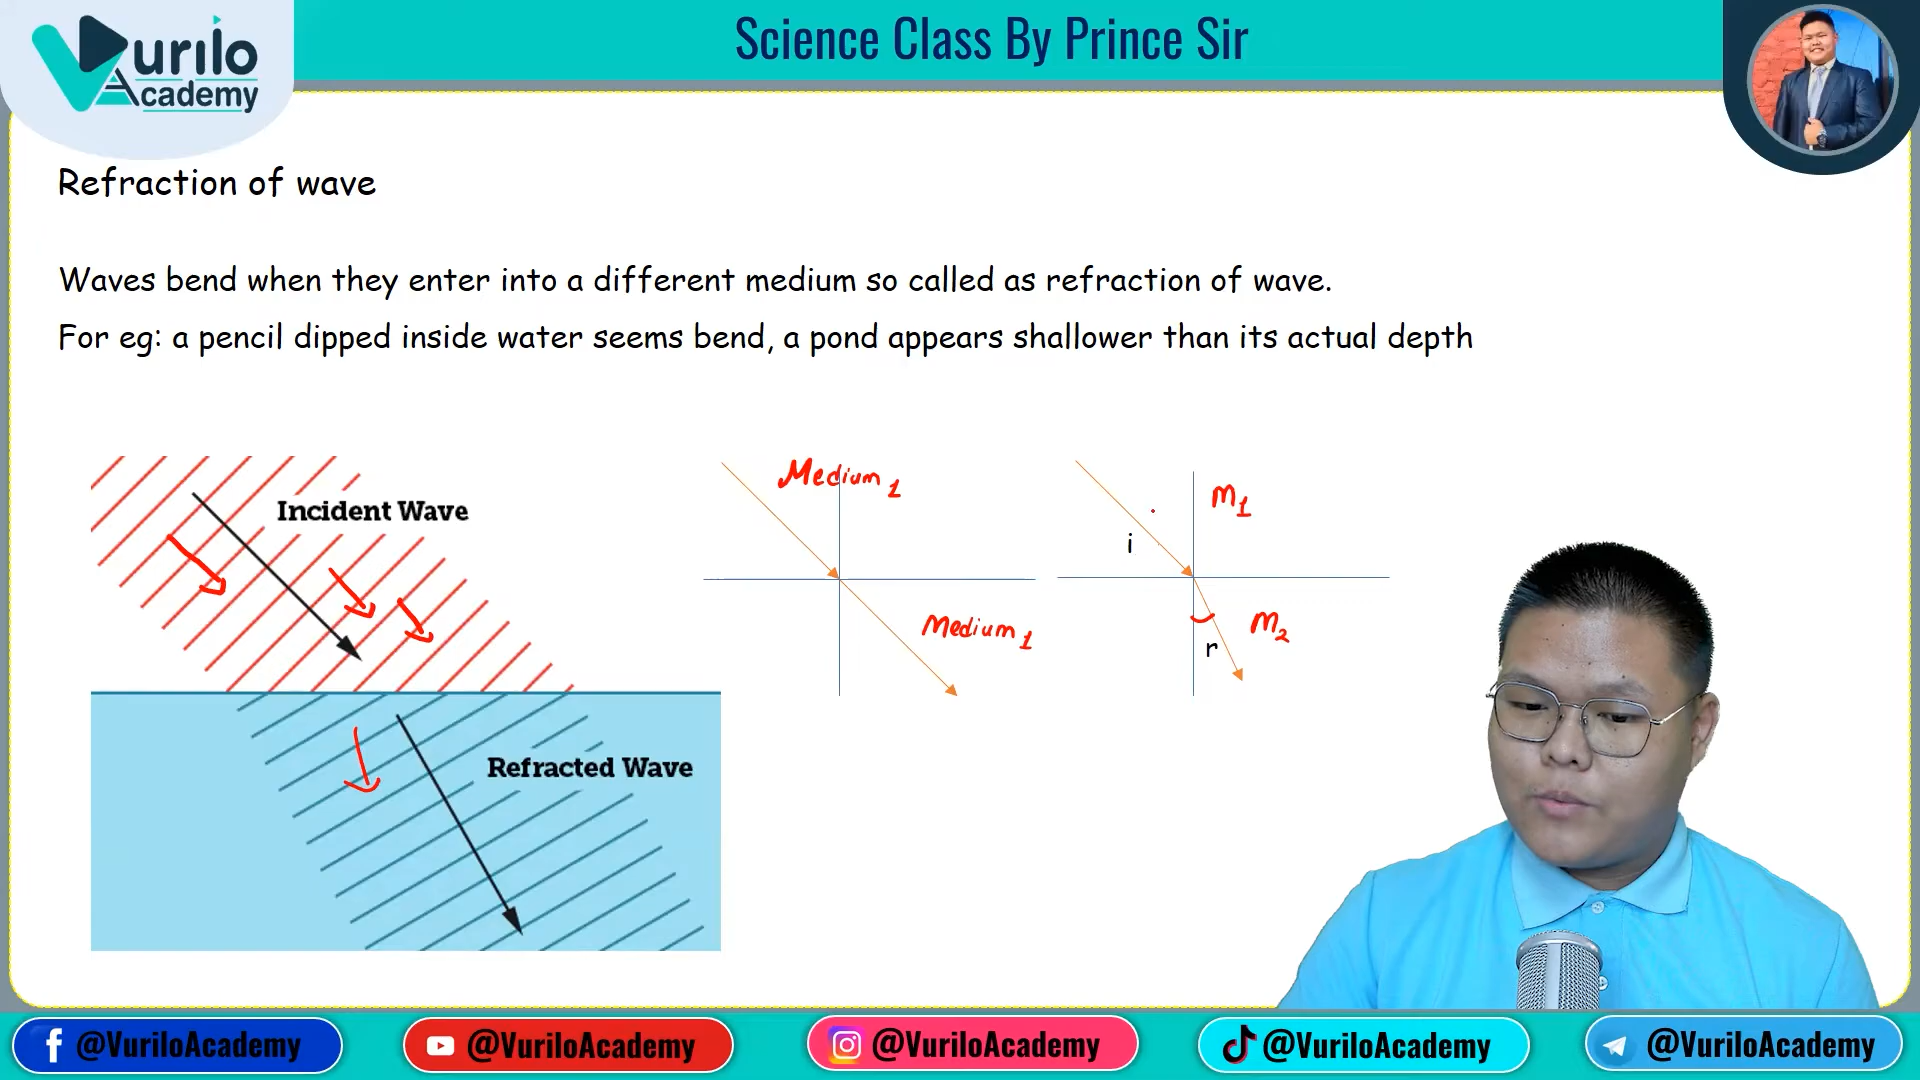 Vurilo
Academy
Science Class By Prince Sir
Refraction of wave
Waves bend when they enter into a different medium so called as refraction of wave.
For eg: a pencil dipped inside water seems bend, a pond appears shallower than its actual depth
Incident Wave
Refracted Wave
Medium 1
Medium 1
M1
i
M2
r
@VuriloAcademy
@VuriloAcademy
@VuriloAcademy
@VuriloAcademy
@VuriloAcademy